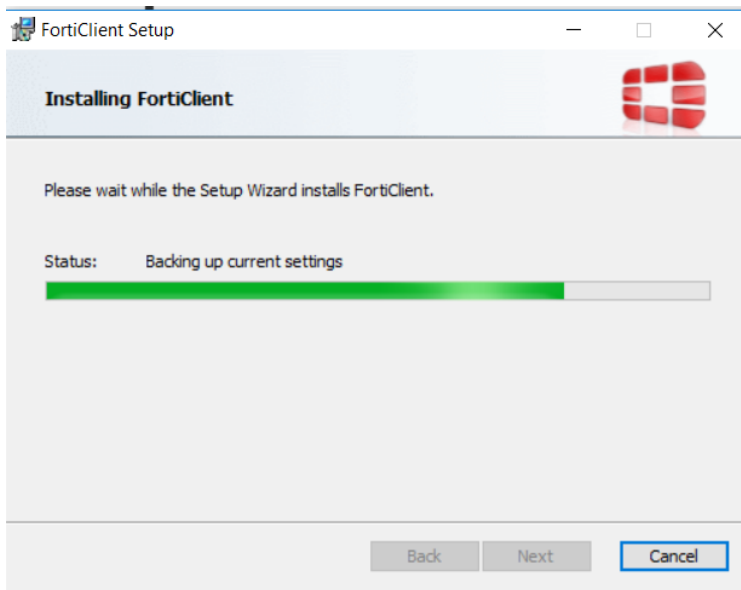 FortiClient Setup
Installing FortiClient
Please wait while the Setup Wizard installs FortiClient.
Status: Backing up current settings
Back Next Cancel